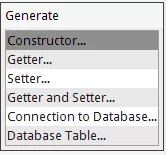 Generate
Constructor...
Getter...
Setter...
Getter and Setter...
Connection to Database...
Database Table...